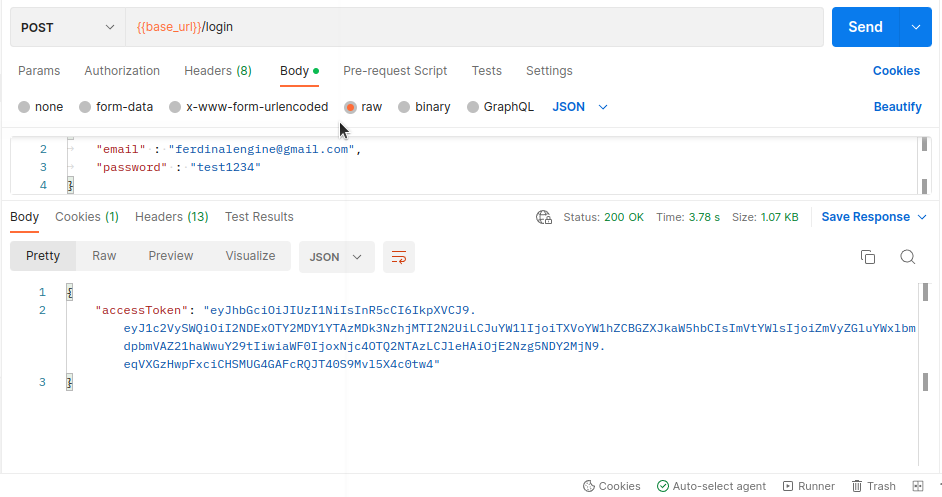 POST {{base_url}}/login Send
Params Authorization Headers (8) Body Pre-request Script Tests Settings Cookies
none form-data x-www-form-urlencoded raw binary GraphQL JSON Beautify
2 "email" : "ferdinalengine@gmail.com",
3 "password" : "test1234"
4 }
Body Cookies (1) Headers (13) Test Results Status: 200 OK Time: 3.78 s Size: 1.07 KB Save Response
Pretty Raw Preview Visualize JSON
1 {
2 "accessToken": "eyJhbGciOiJIUzI1NiIsInR5cCI6IkpXVCJ9.
eyJ1c2VySWQiOiI2NDExOTY2MDY1YTAzMDk3NzhjMTI2N2UiLCJuYW1lIjoiTXVoYW1hZCBGZXJkaW5hbCIsImVtYWlsIjoiZmVyZGluYWxlbm
dpbmVAZ21haWwuY29tIiwiaWF0IjoxNjc4OTQ2NTAzLCJleHAiOjE2Nzg5NDY2MjN9.
eqVXGzHwpFxciCHSMUG4GAFcRQJT40S9Mvl5X4c0tw4"
3 }
Cookies Auto-select agent Runner Trash